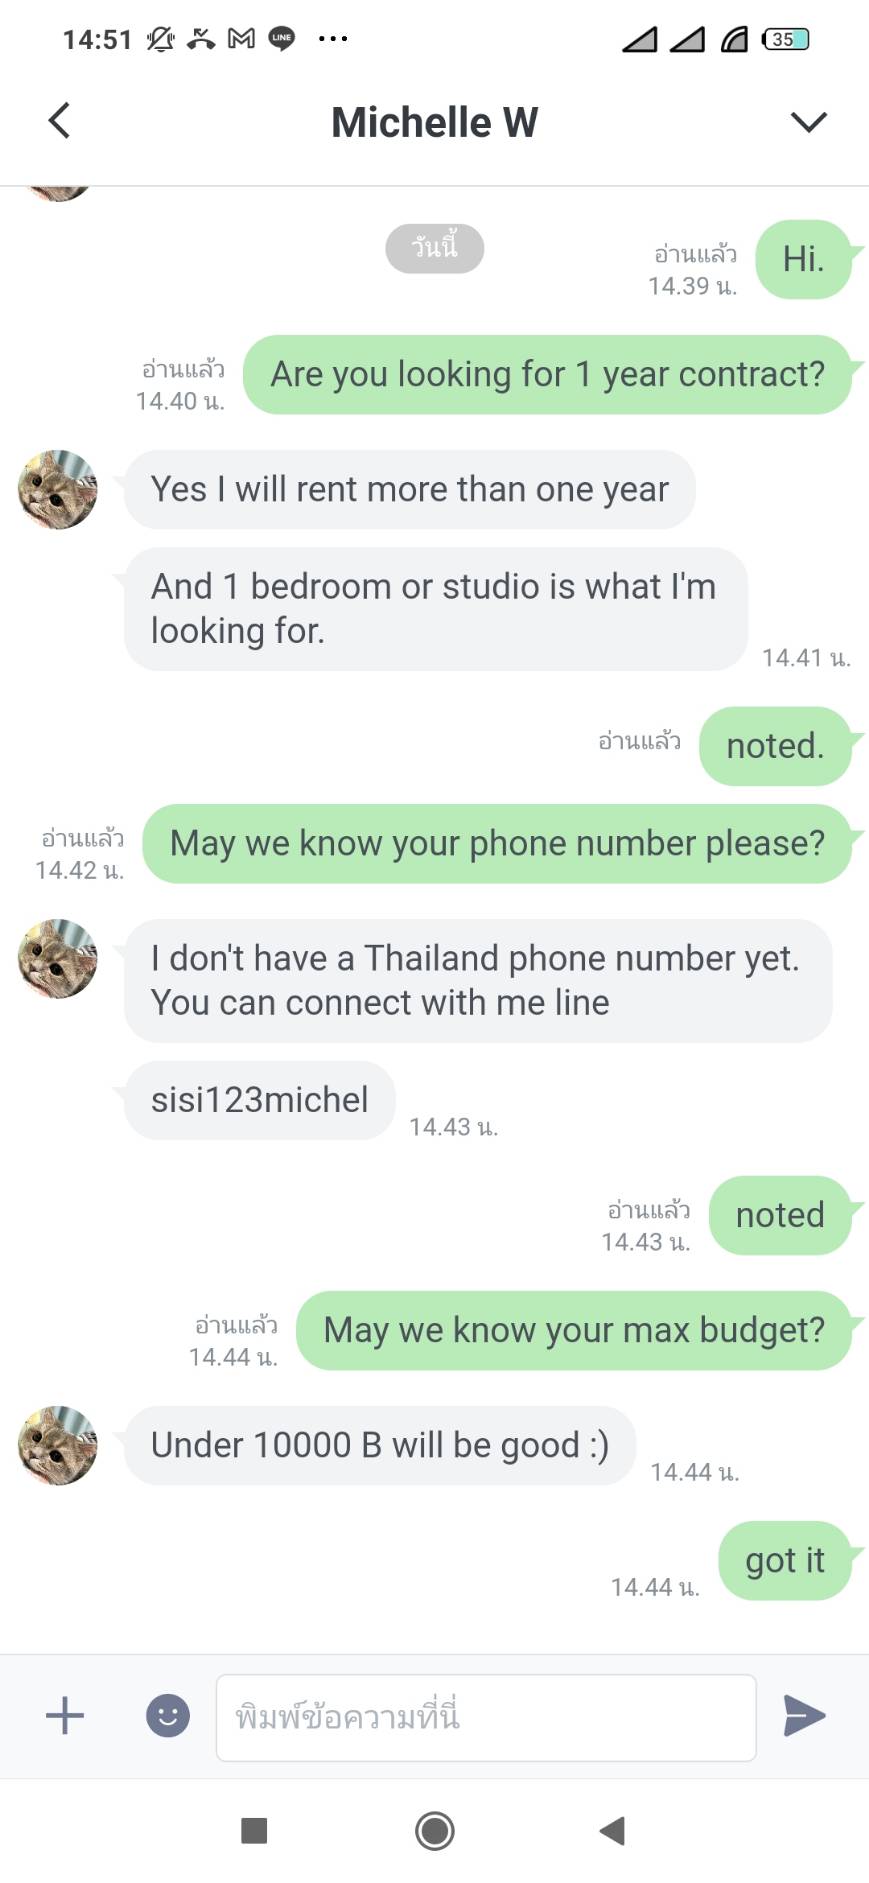 14:51 LINE 35
Michelle W
วันนี้
อ่านแล้ว
14.39 น.
Hi.
อ่านแล้ว
14.40 น.
Are you looking for 1 year contract?
Yes I will rent more than one year
And 1 bedroom or studio is what I'm
looking for.
14.41 น.
อ่านแล้ว
noted.
อ่านแล้ว
14.42 น.
May we know your phone number please?
I don't have a Thailand phone number yet.
You can connect with me line
sisi123michel
14.43 น.
อ่านแล้ว
14.43 น.
noted
อ่านแล้ว
14.44 น.
May we know your max budget?
Under 10000 B will be good :)
14.44 น.
got it
14.44 น.
พิมพ์ข้อความที่นี่